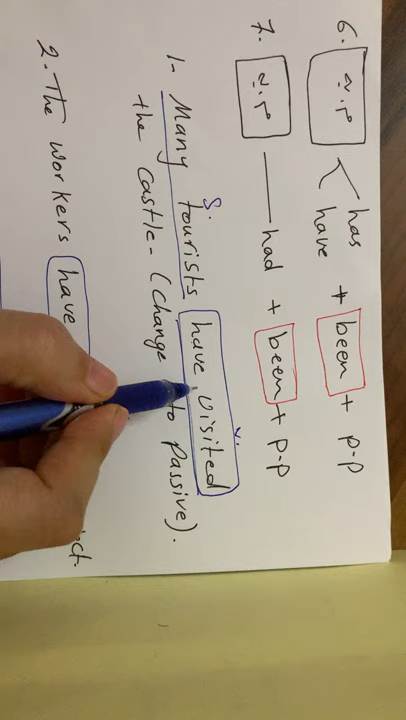 6. م.ت has
have + been + p.p
7. م.ت had + been + p.p
S. v.
1- Many tourists have visited
the castle. (change to passive).
2. The workers have
ct.